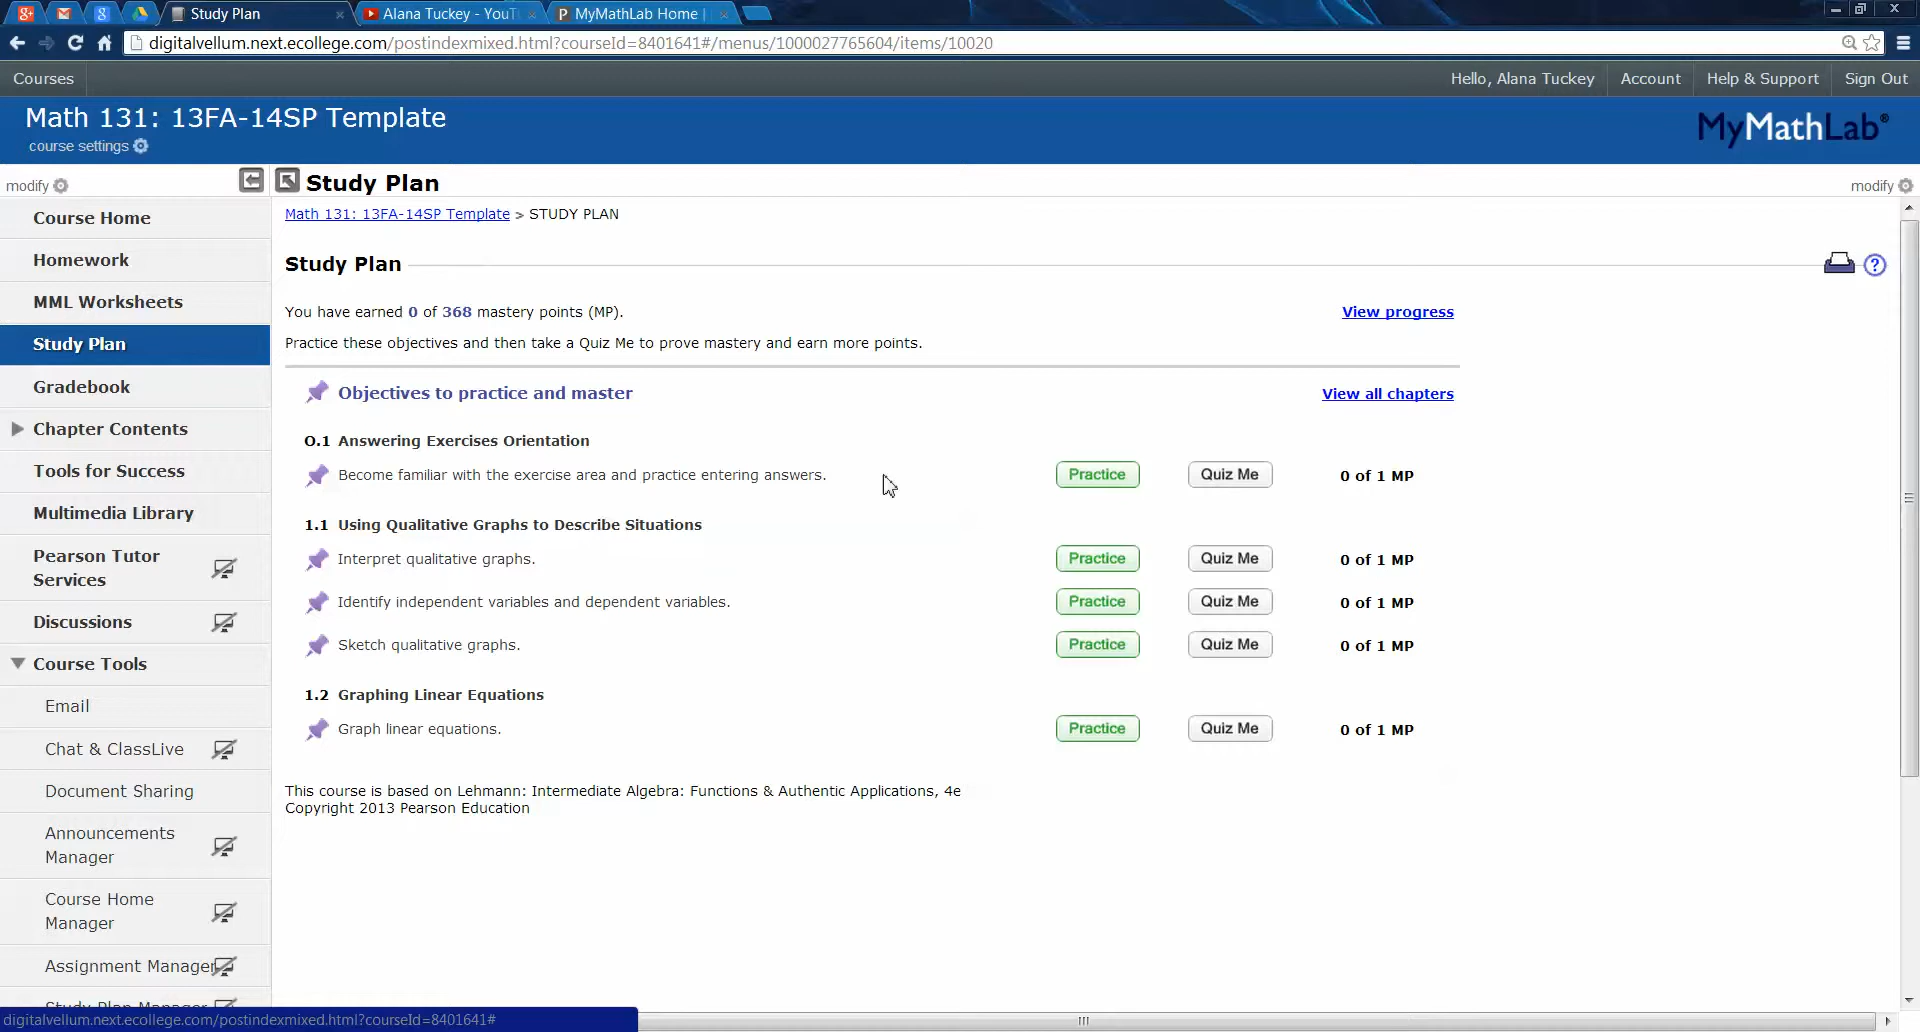 Study Plan
Alana Tuckey - YouT
MyMathLab Home |
digitalvellum.next.ecollege.com/postindexmixed.html?courseId=8401641#/menus/1000027765604/items/10020
Courses
Hello, Alana Tuckey
Account
Help & Support
Sign Out
Math 131: 13FA-14SP Template
course settings
MyMathLab®
modify
Study Plan
modify
Course Home
Homework
MML Worksheets
Study Plan
Gradebook
Chapter Contents
Tools for Success
Multimedia Library
Pearson Tutor
Services
Discussions
Course Tools
Email
Chat & ClassLive
Document Sharing
Announcements
Manager
Course Home
Manager
Assignment Manager
Study Plan Manager
Math 131: 13FA-14SP Template > STUDY PLAN
Study Plan
You have earned 0 of 368 mastery points (MP).
View progress
Practice these objectives and then take a Quiz Me to prove mastery and earn more points.
Objectives to practice and master
View all chapters
O.1 Answering Exercises Orientation
Become familiar with the exercise area and practice entering answers. Practice Quiz Me 0 of 1 MP
1.1 Using Qualitative Graphs to Describe Situations
Interpret qualitative graphs. Practice Quiz Me 0 of 1 MP
Identify independent variables and dependent variables. Practice Quiz Me 0 of 1 MP
Sketch qualitative graphs. Practice Quiz Me 0 of 1 MP
1.2 Graphing Linear Equations
Graph linear equations. Practice Quiz Me 0 of 1 MP
This course is based on Lehmann: Intermediate Algebra: Functions & Authentic Applications, 4e
Copyright 2013 Pearson Education
digitalvellum.next.ecollege.com/postindexmixed.html?courseId=8401641#